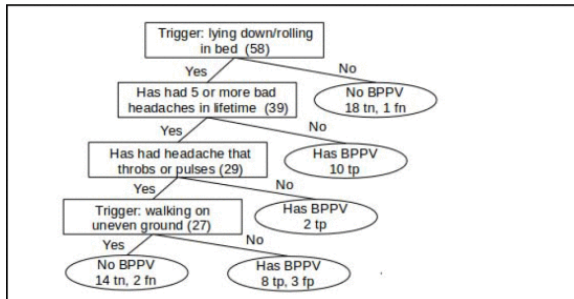 Trigger: lying down/rolling
in bed (58)
Yes
No
Has had 5 or more bad
headaches in lifetime (39)
No BPPV
18 tn, 1 fn
Yes
No
Has had headache that
throbs or pulses (29)
Has BPPV
10 tp
Yes
No
Trigger: walking on
uneven ground (27)
Has BPPV
2 tp
Yes
No
No BPPV
14 tn, 2 fn
Has BPPV
8 tp, 3 fp